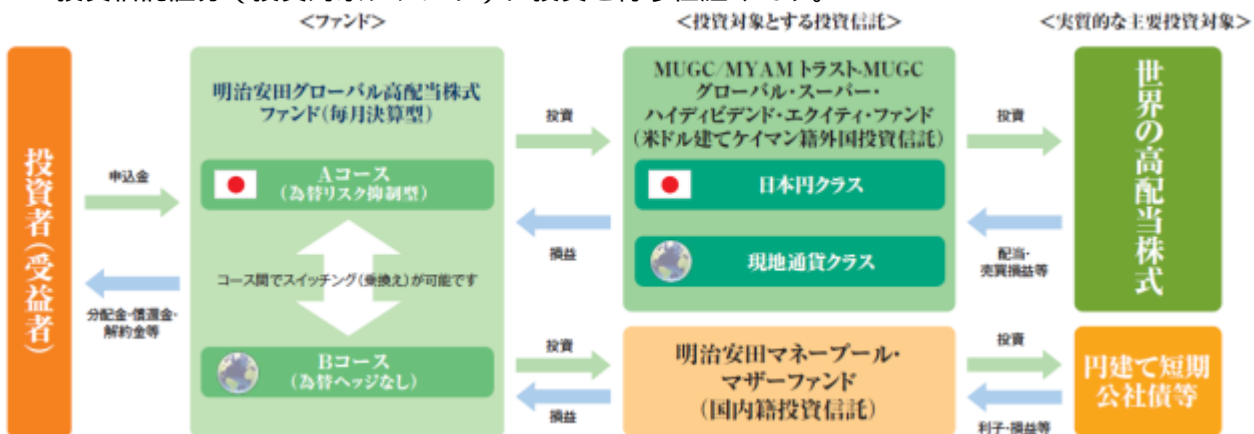 ＜ファンド＞
＜投資対象とする投資信託＞
＜実質的な主要投資対象＞
投資者(受益者)
申込金
分配金・償還金・
解約金等
明治安田グローバル高配当株式
ファンド(毎月決算型)
Aコース
(為替リスク抑制型)
コース間でスイッチング(乗換え)が可能です
Bコース
(為替ヘッジなし)
投資
損益
投資
損益
MUGC/MYAMトラスト-MUGC
グローバル・スーパー・
ハイディビデンド・エクイティ・ファンド
(米ドル建てケイマン籍外国投資信託)
日本円クラス
現地通貨クラス
明治安田マネープール・
マザーファンド
(国内籍投資信託)
投資
配当・
売買損益等
投資
利子・損益等
世界の高配当株式
円建て短期
公社債等